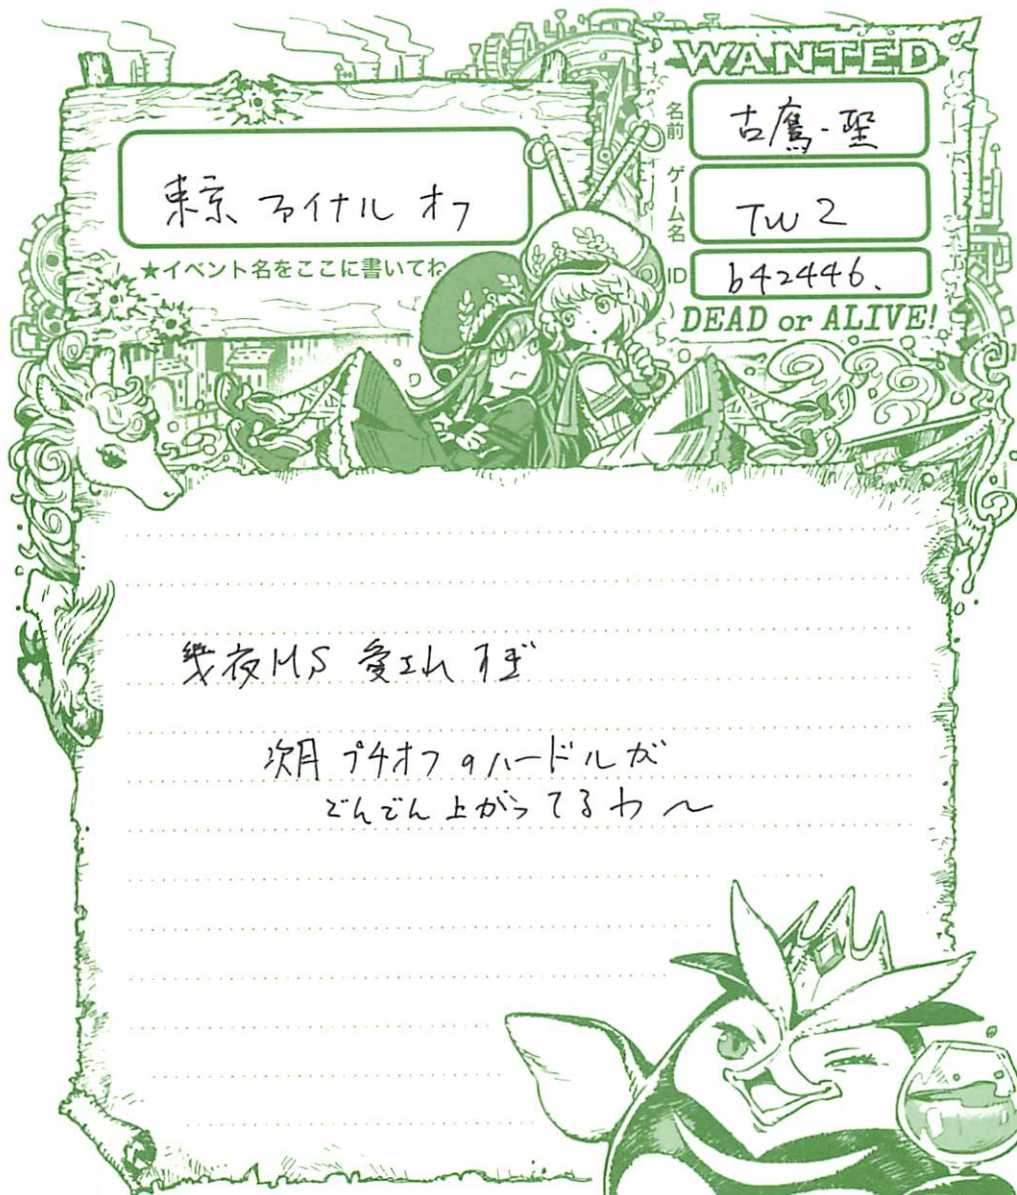 WANTED
名前
古鷹・聖
東京 ファイナル オフ
★イベント名をここに書いてね
ゲーム名
TW2
ID
b42446.
DEAD or ALIVE!
幾夜MS 愛され すぎ
次月 プチオフのハードルが
どんどん 上がってるわ〜